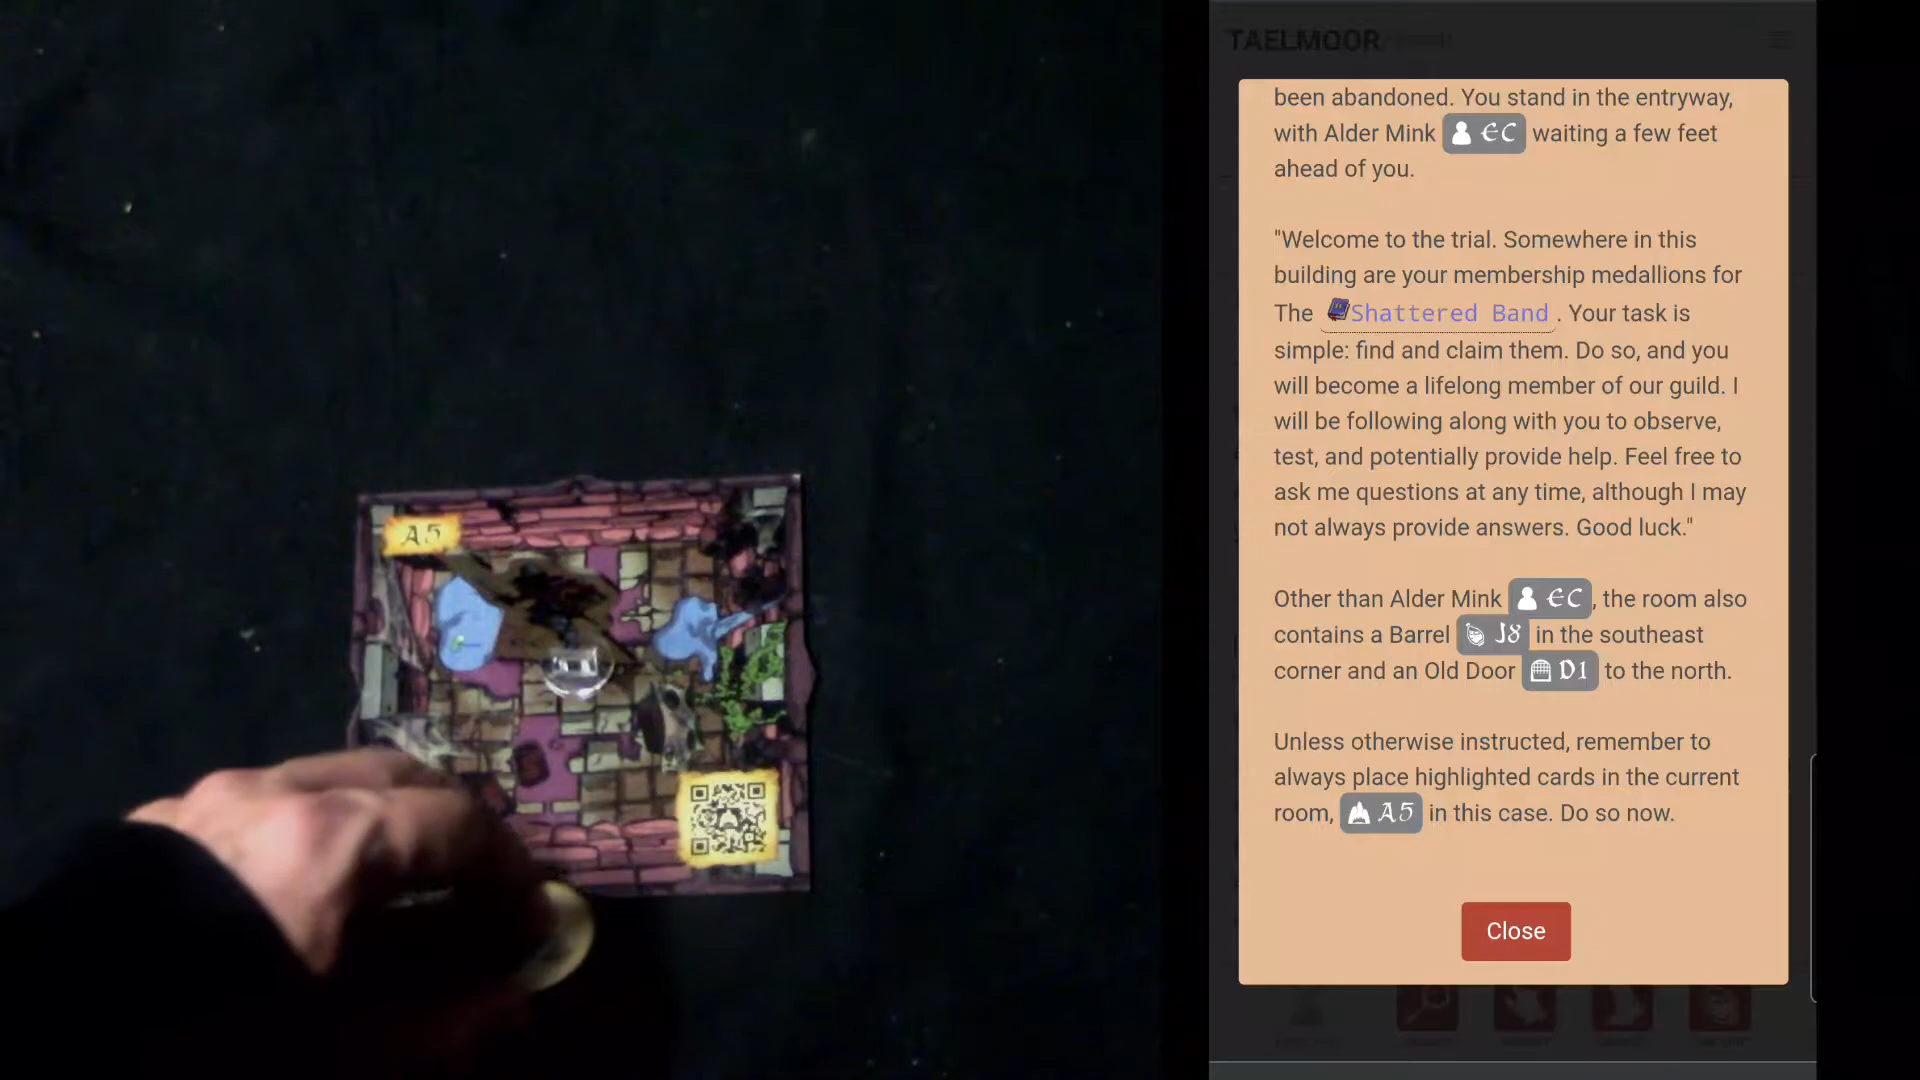 TAELMOOR
been abandoned. You stand in the entryway,
with Alder Mink EC waiting a few feet
ahead of you.
"Welcome to the trial. Somewhere in this
building are your membership medallions for
The Shattered Band . Your task is
simple: find and claim them. Do so, and you
will become a lifelong member of our guild. I
will be following along with you to observe,
test, and potentially provide help. Feel free to
ask me questions at any time, although I may
not always provide answers. Good luck."
Other than Alder Mink EC, the room also
contains a Barrel J8 in the southeast
corner and an Old Door D1 to the north.
Unless otherwise instructed, remember to
always place highlighted cards in the current
room, A5 in this case. Do so now.
Close
A5